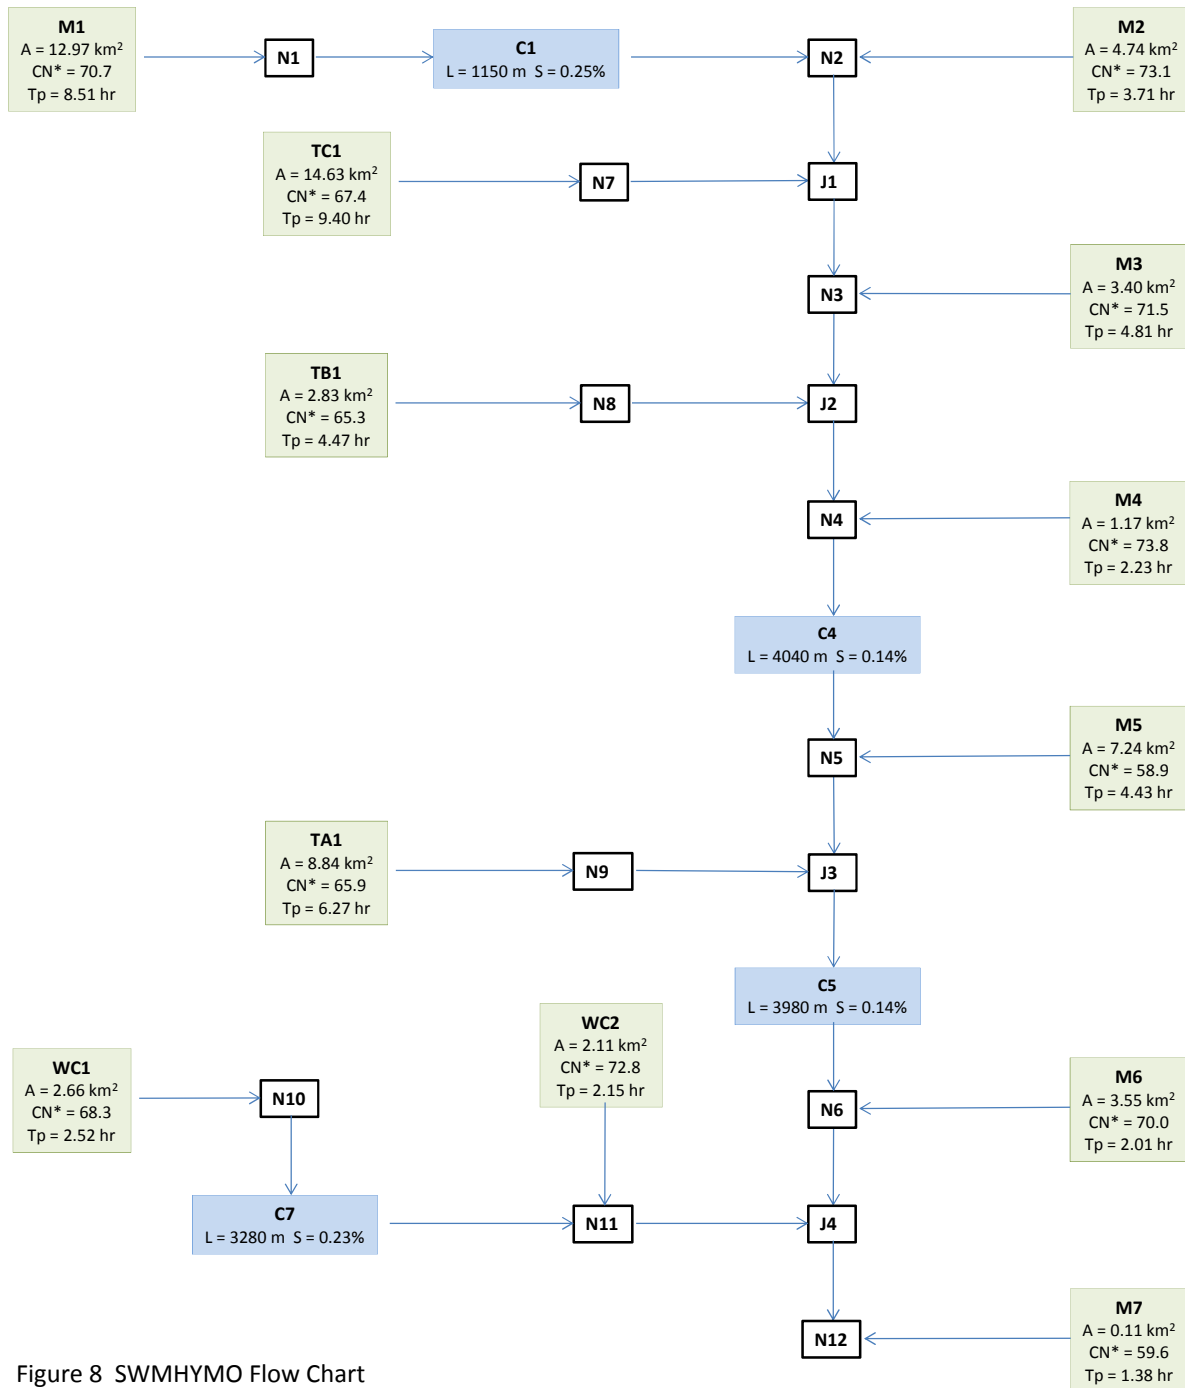 M1
A = 12.97 km²
CN* = 70.7
Tp = 8.51 hr
N1
C1
L = 1150 m S = 0.25%
N2
M2
A = 4.74 km²
CN* = 73.1
Tp = 3.71 hr
TC1
A = 14.63 km²
CN* = 67.4
Tp = 9.40 hr
N7
J1
N3
M3
A = 3.40 km²
CN* = 71.5
Tp = 4.81 hr
TB1
A = 2.83 km²
CN* = 65.3
Tp = 4.47 hr
N8
J2
N4
M4
A = 1.17 km²
CN* = 73.8
Tp = 2.23 hr
C4
L = 4040 m S = 0.14%
N5
M5
A = 7.24 km²
CN* = 58.9
Tp = 4.43 hr
TA1
A = 8.84 km²
CN* = 65.9
Tp = 6.27 hr
N9
J3
C5
L = 3980 m S = 0.14%
WC1
A = 2.66 km²
CN* = 68.3
Tp = 2.52 hr
N10
WC2
A = 2.11 km²
CN* = 72.8
Tp = 2.15 hr
N6
M6
A = 3.55 km²
CN* = 70.0
Tp = 2.01 hr
C7
L = 3280 m S = 0.23%
N11
J4
N12
M7
A = 0.11 km²
CN* = 59.6
Tp = 1.38 hr
Figure 8 SWMHYMO Flow Chart